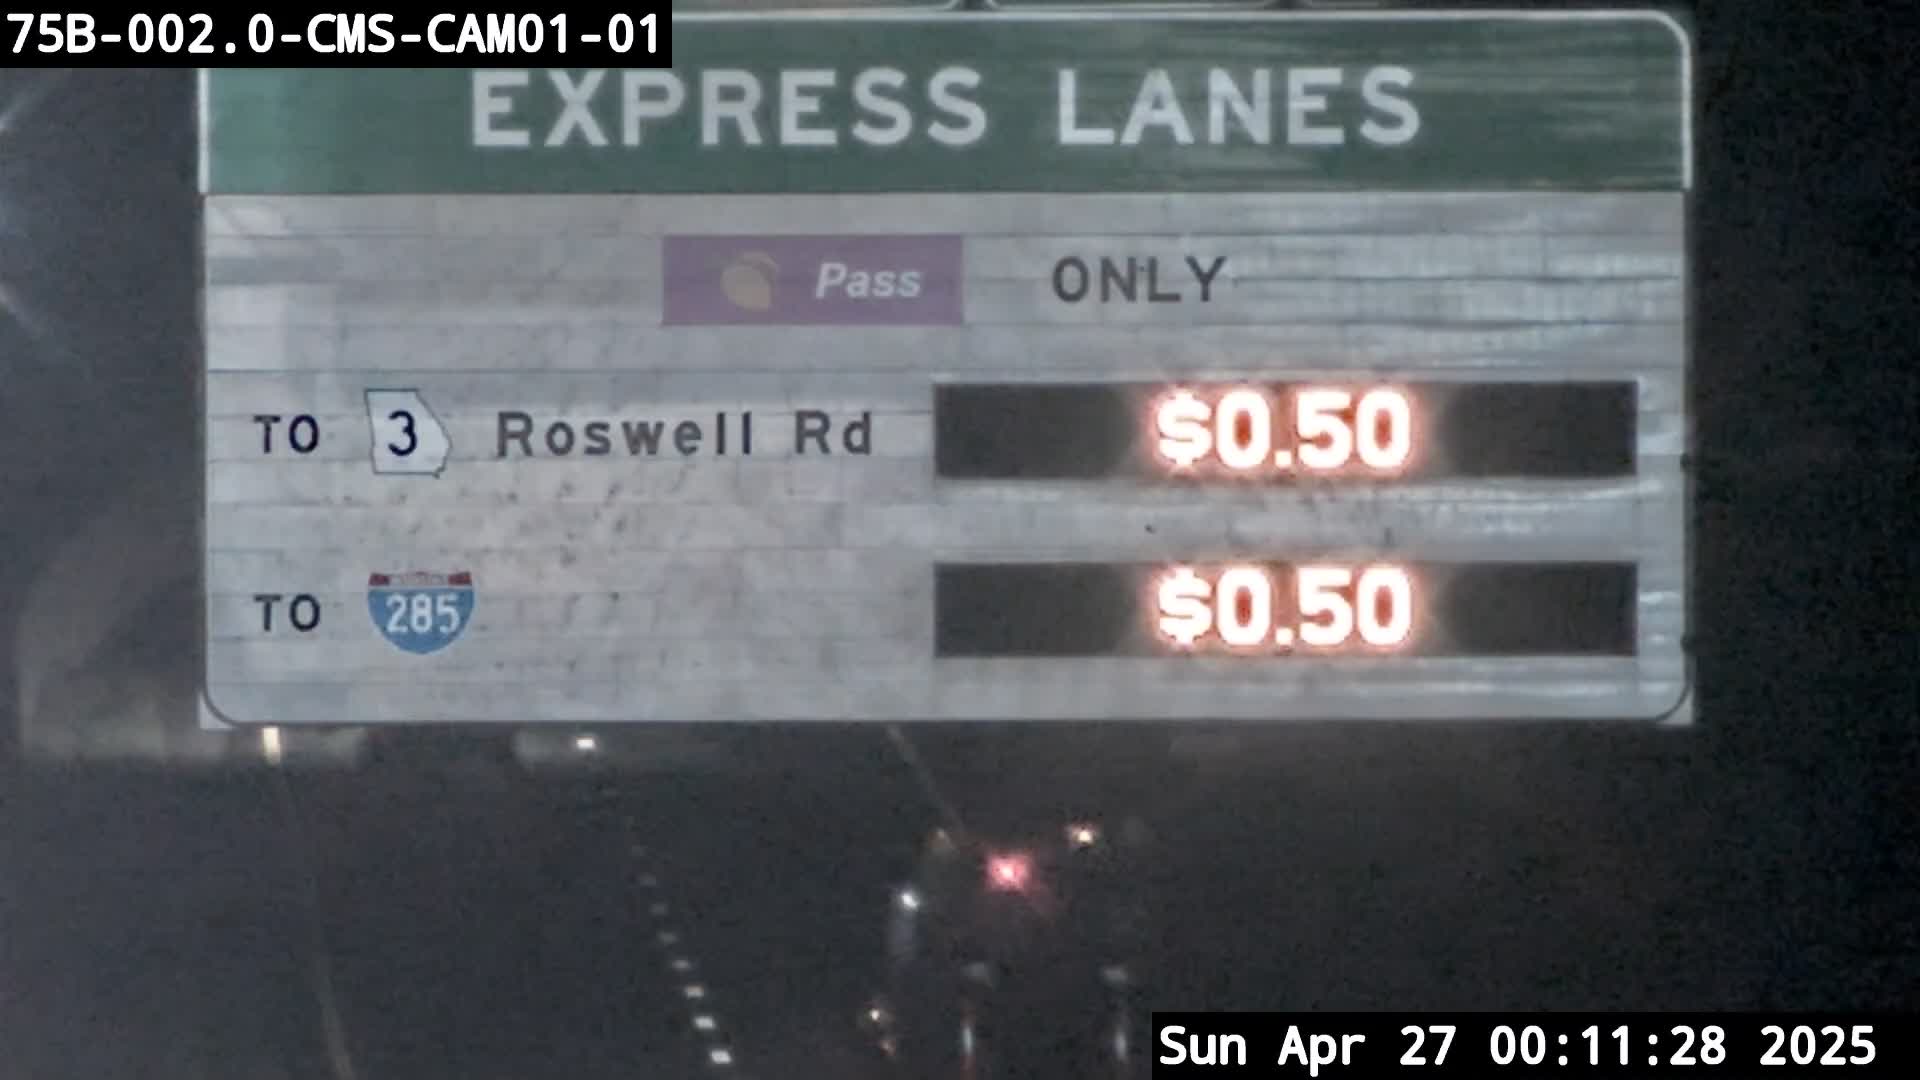 75B-002.0-CMS-CAM01-01
EXPRESS LANES
Pass ONLY
TO 3 Roswell Rd $0.50
TO 285 $0.50
Sun Apr 27 00:11:28 2025